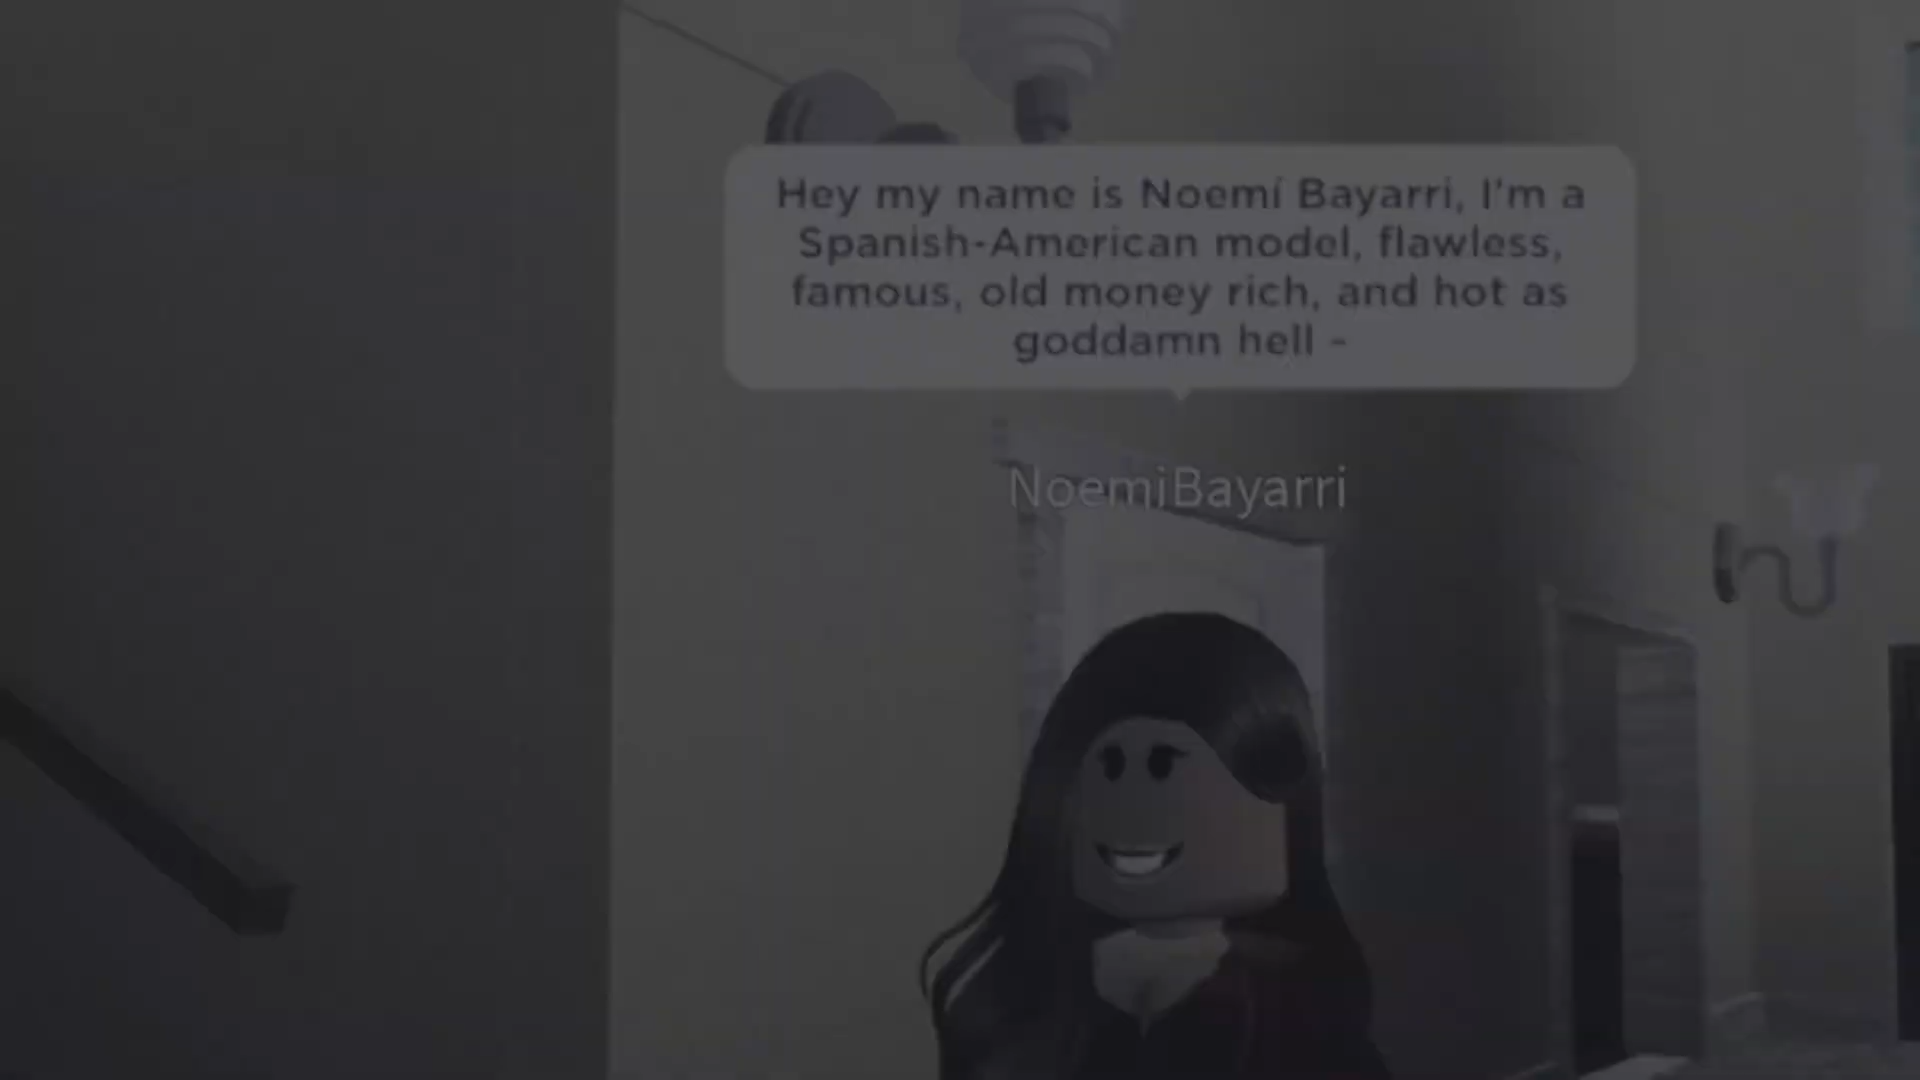 Hey my name is Noemí Bayarri, I'm a
Spanish-American model, flawless,
famous, old money rich, and hot as
goddamn hell -
NoemiBayarri